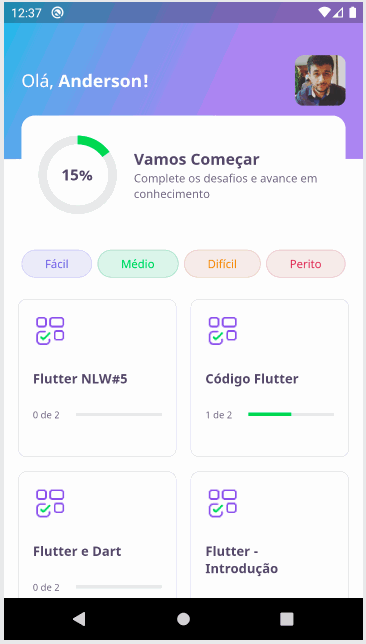 12:37
Olá, Anderson!
15%
Vamos Começar
Complete os desafios e avance em
conhecimento
Fácil
Médio
Difícil
Perito
Flutter NLW#5
0 de 2
Código Flutter
1 de 2
Flutter e Dart
0 de 2
Flutter -
Introdução